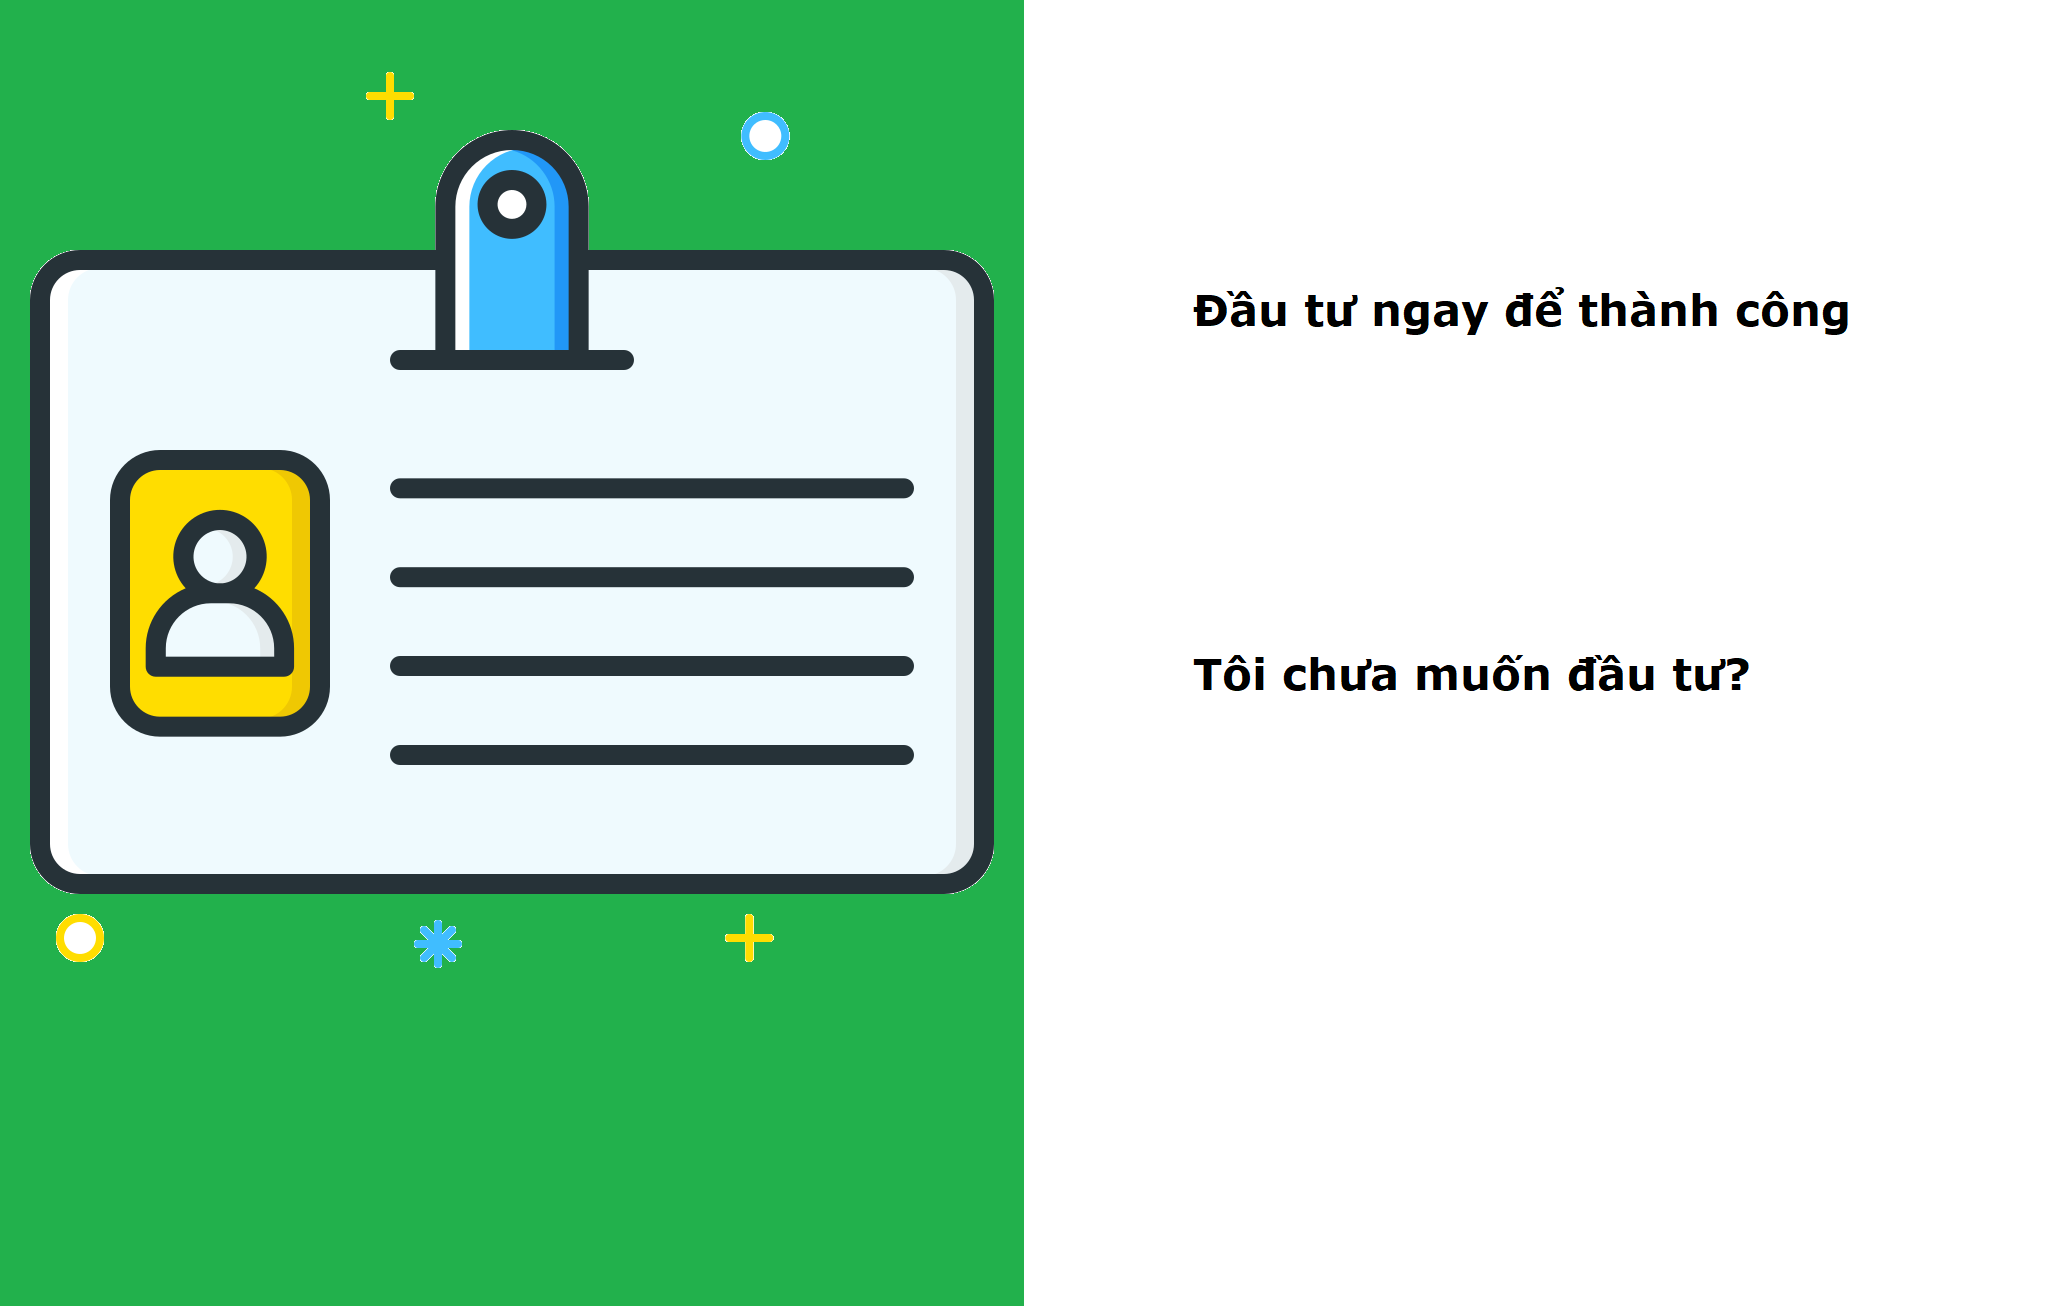 Đầu tư ngay để thành công
Tôi chưa muốn đầu tư?